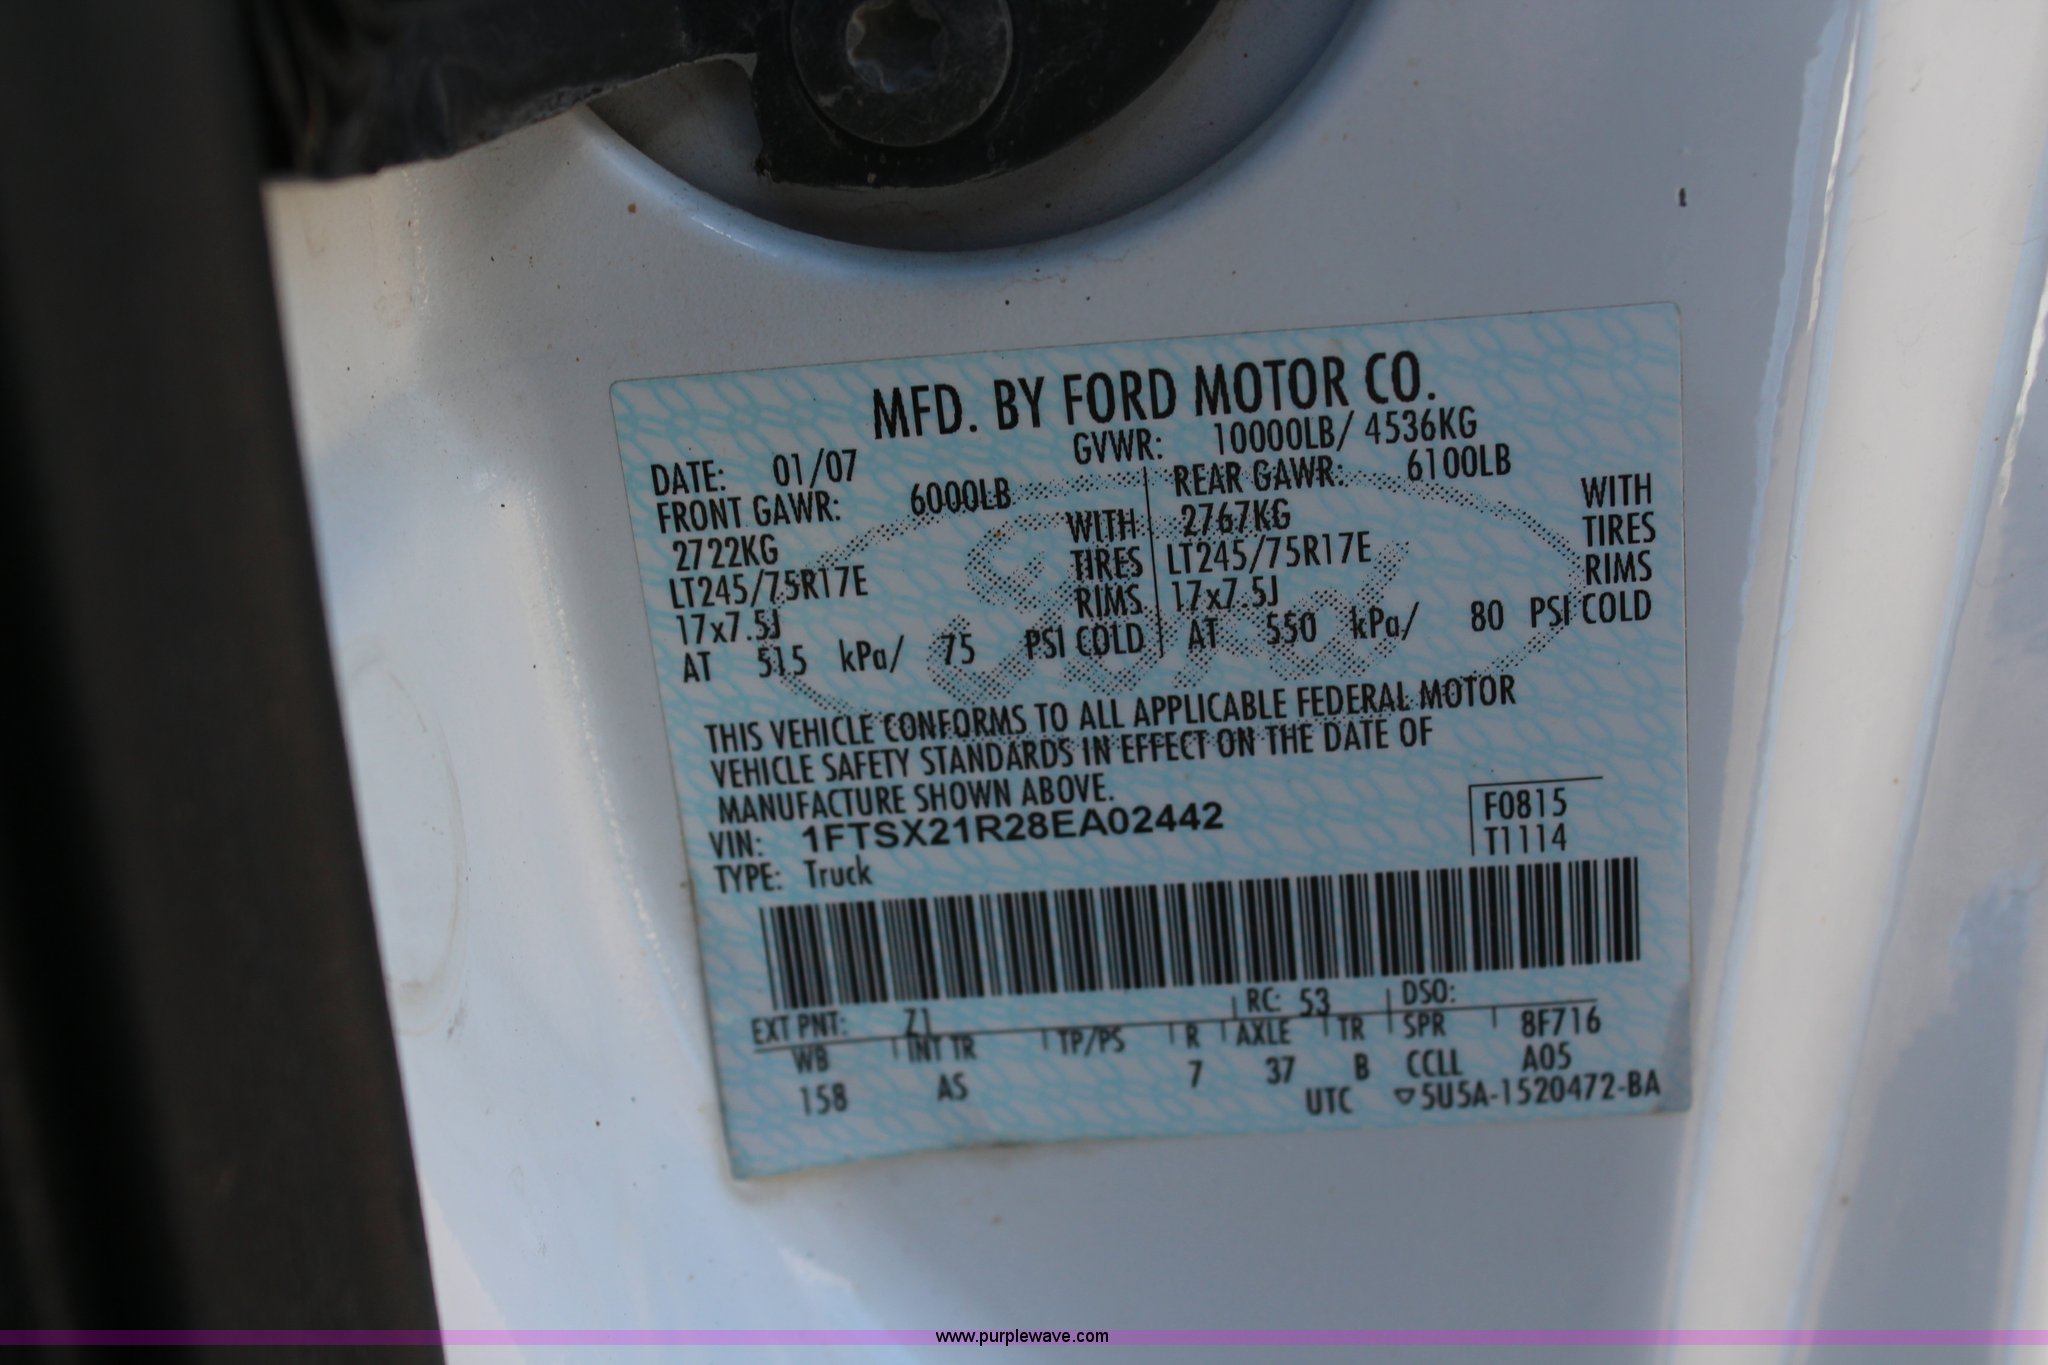 MFD. BY FORD MOTOR CO.
DATE: 01/07 GVWR: 10000LB/ 4536KG
FRONT GAWR: 6000LB REAR GAWR: 6100LB
2722KG WITH 2767KG WITH
LT245/75R17E TIRES LT245/75R17E TIRES
17x7.5J RIMS 17x7.5J RIMS
AT 515 kPa/ 75 PSI COLD AT 550 kPa/ 80 PSI COLD
THIS VEHICLE CONFORMS TO ALL APPLICABLE FEDERAL MOTOR
VEHICLE SAFETY STANDARDS IN EFFECT ON THE DATE OF
MANUFACTURE SHOWN ABOVE.
VIN: 1FTSX21R28EA02442
F0815
TYPE: Truck
T1114
EXT PNT: Z1 RC: 53 DSO:
WB INT TR TP/PS R AXLE TR SPR 8F716
158 AS 7 37 B CCLL A05
UTC ▽5U5A-1520472-BA
Ford
www.purplewave.com